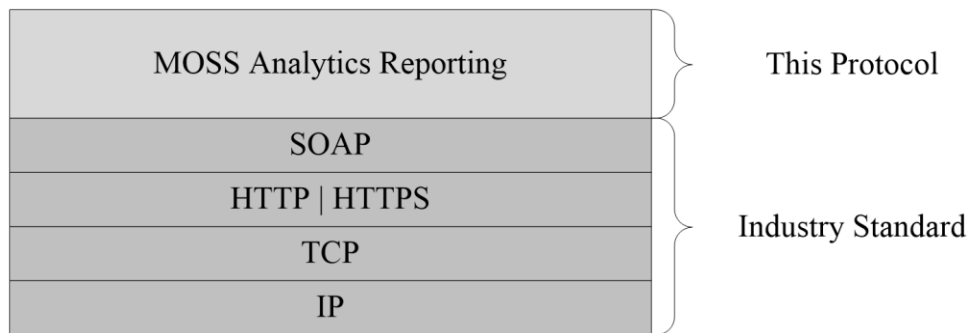 MOSS Analytics Reporting
This Protocol
SOAP
HTTP | HTTPS
Industry Standard
TCP
IP